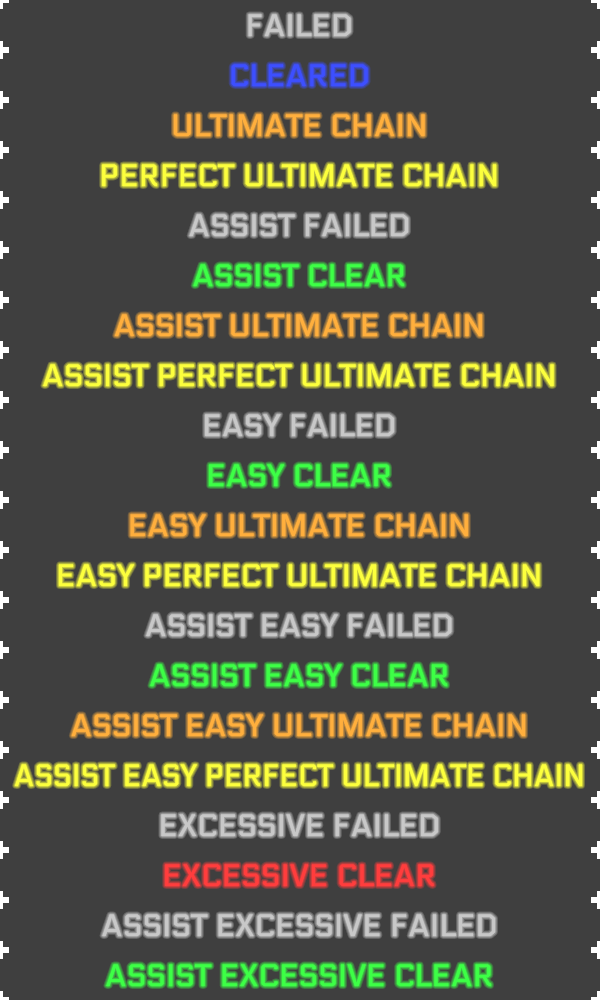 FAILED
CLEARED
ULTIMATE CHAIN
PERFECT ULTIMATE CHAIN
ASSIST FAILED
ASSIST CLEAR
ASSIST ULTIMATE CHAIN
ASSIST PERFECT ULTIMATE CHAIN
EASY FAILED
EASY CLEAR
EASY ULTIMATE CHAIN
EASY PERFECT ULTIMATE CHAIN
ASSIST EASY FAILED
ASSIST EASY CLEAR
ASSIST EASY ULTIMATE CHAIN
ASSIST EASY PERFECT ULTIMATE CHAIN
EXCESSIVE FAILED
EXCESSIVE CLEAR
ASSIST EXCESSIVE FAILED
ASSIST EXCESSIVE CLEAR